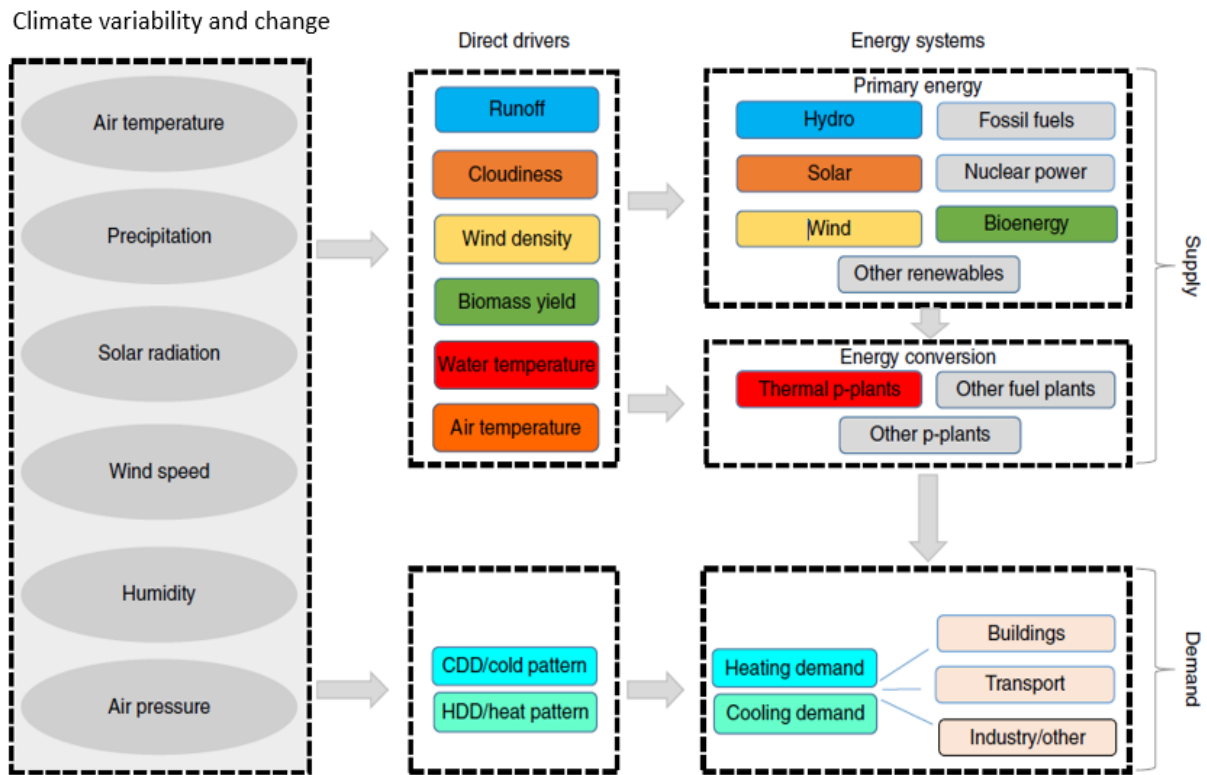 Climate variability and change
Air temperature
Precipitation
Solar radiation
Wind speed
Humidity
Air pressure
Direct drivers
Runoff
Cloudiness
Wind density
Biomass yield
Water temperature
Air temperature
CDD/cold pattern
HDD/heat pattern
Energy systems
Primary energy
Hydro
Fossil fuels
Solar
Nuclear power
Wind
Bioenergy
Other renewables
Energy conversion
Thermal p-plants
Other fuel plants
Other p-plants
Supply
Heating demand
Cooling demand
Buildings
Transport
Industry/other
Demand